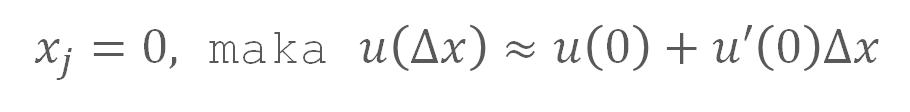 xⱼ = 0, maka u(Δx) ≈ u(0) + u′(0)Δx